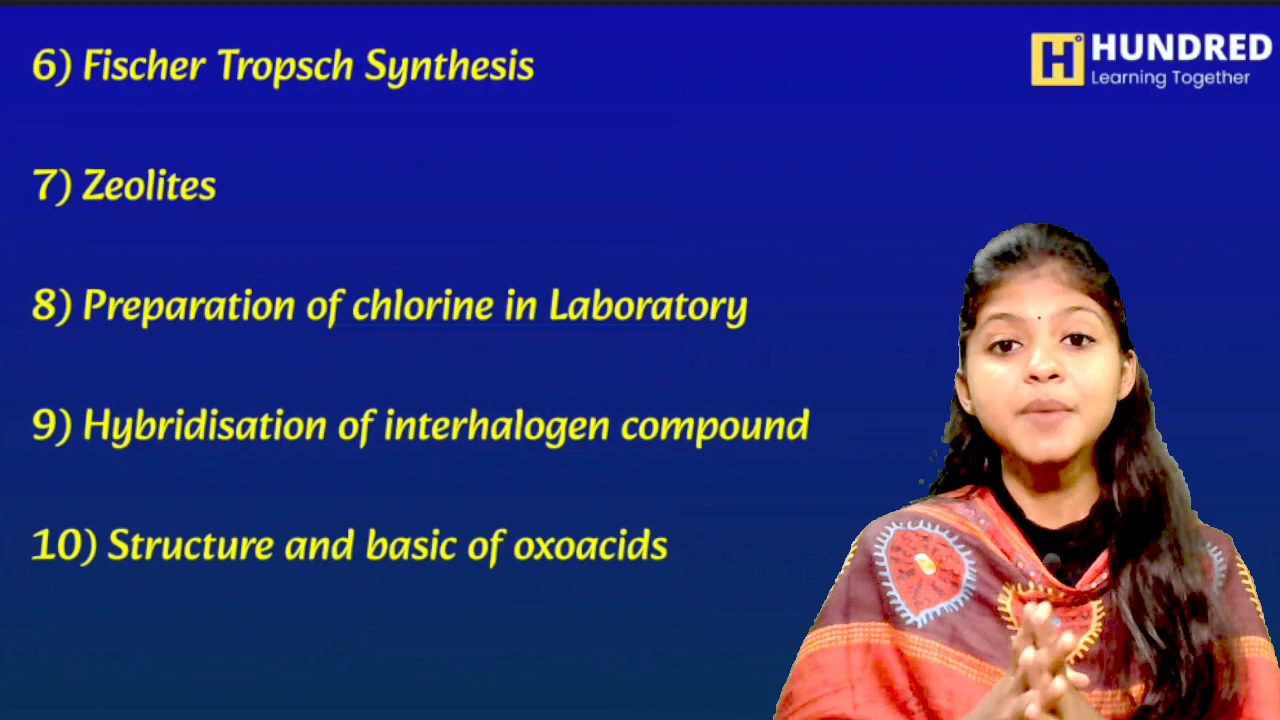 6) Fischer Tropsch Synthesis
HUNDRED
Learning Together
7) Zeolites
8) Preparation of chlorine in Laboratory
9) Hybridisation of interhalogen compound
10) Structure and basic of oxoacids